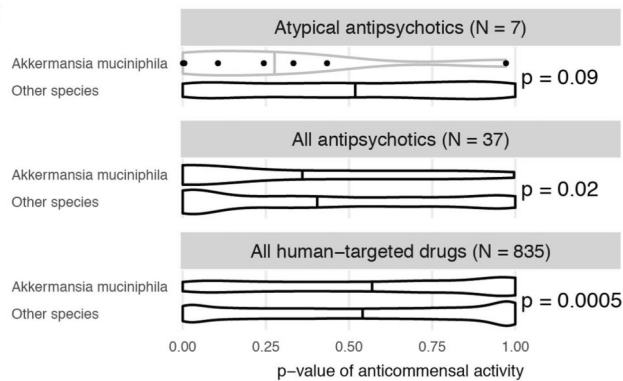 Atypical antipsychotics (N = 7)
Akkermansia muciniphila
Other species
p = 0.09
All antipsychotics (N = 37)
Akkermansia muciniphila
Other species
p = 0.02
All human−targeted drugs (N = 835)
Akkermansia muciniphila
Other species
p = 0.0005
0.00 0.25 0.50 0.75 1.00
p−value of anticommensal activity